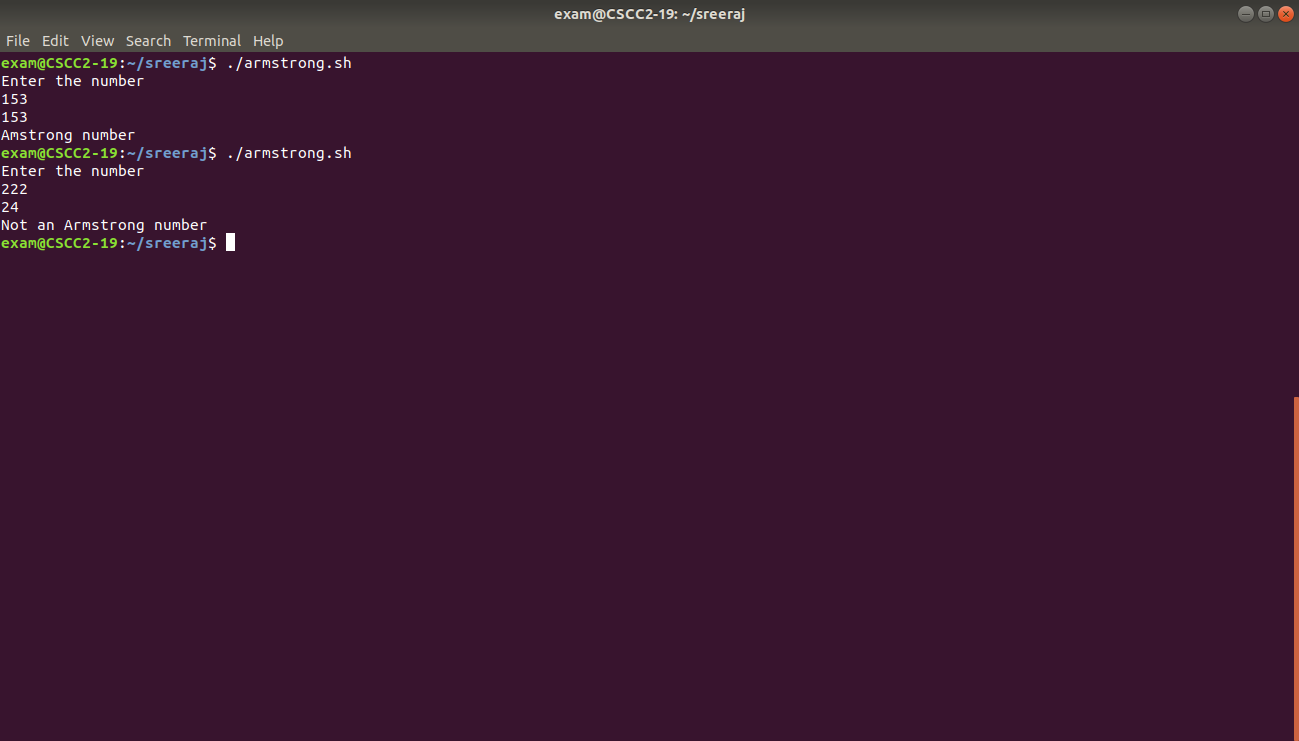 exam@CSCC2-19: ~/sreeraj
File Edit View Search Terminal Help
exam@CSCC2-19:~/sreeraj$ ./armstrong.sh
Enter the number
153
153
Amstrong number
exam@CSCC2-19:~/sreeraj$ ./armstrong.sh
Enter the number
222
24
Not an Armstrong number
exam@CSCC2-19:~/sreeraj$